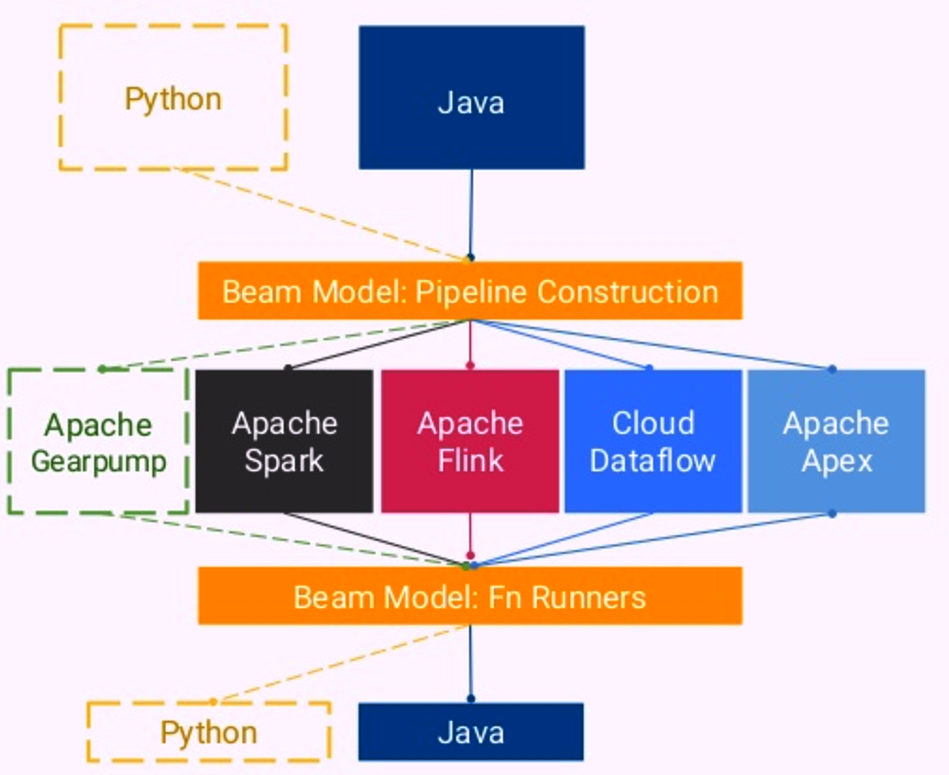 Python
Java
Beam Model: Pipeline Construction
Apache
Gearpump
Apache
Spark
Apache
Flink
Cloud
Dataflow
Apache
Apex
Beam Model: Fn Runners
Python
Java